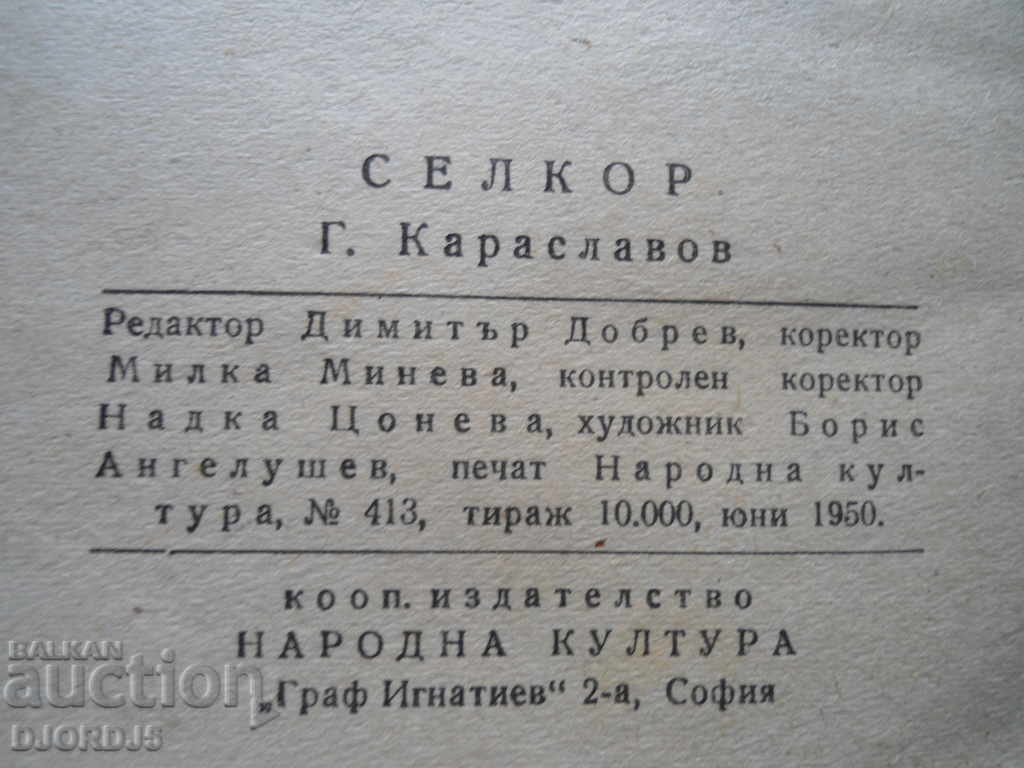 СЕЛКОР
Г. Караславов
Редактор Димитър Добрев, коректор
Милка Минева, контролен коректор
Надка Цонева, художник Борис
Ангелушев, печат Народна кул-
тура, № 413, тираж 10.000, юни 1950.
кооп. издателство
НАРОДНА КУЛТУРА
„Граф Игнатиев“ 2-а, София
BALKAN
auction
DJORDJ5